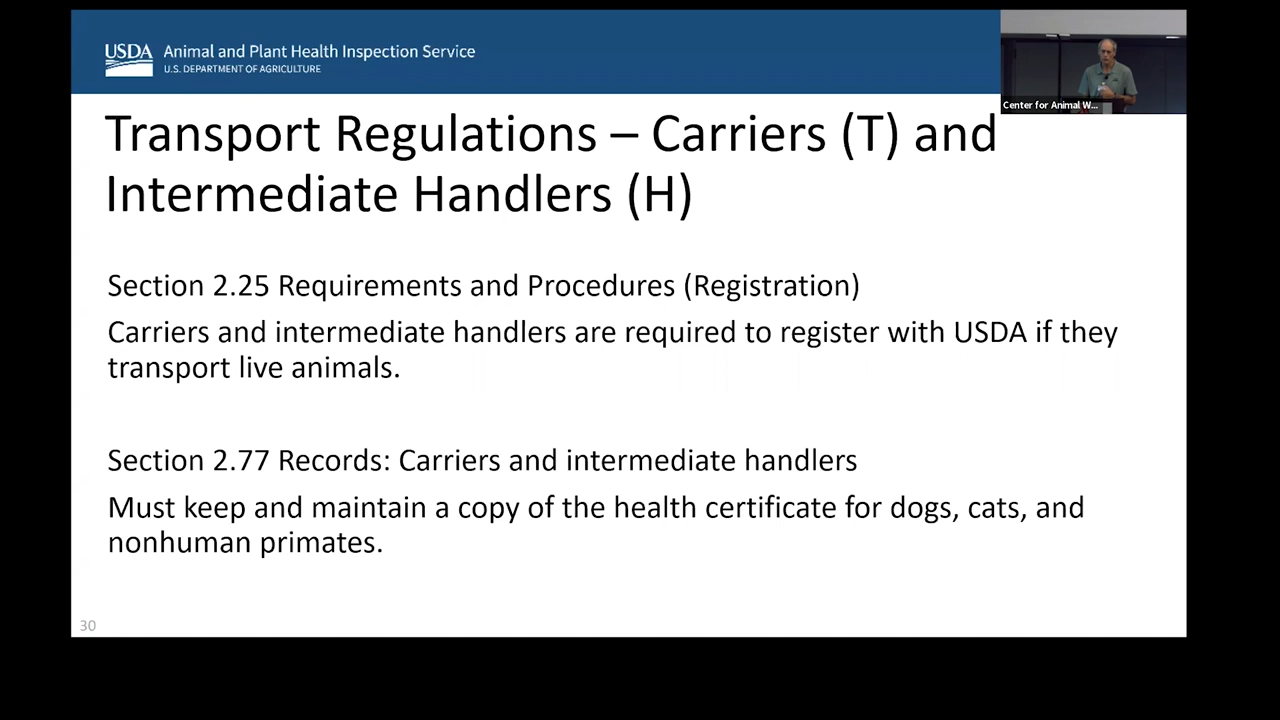 USDA Animal and Plant Health Inspection Service
U.S. DEPARTMENT OF AGRICULTURE
Center for Animal W...
Transport Regulations – Carriers (T) and
Intermediate Handlers (H)
Section 2.25 Requirements and Procedures (Registration)
Carriers and intermediate handlers are required to register with USDA if they
transport live animals.
Section 2.77 Records: Carriers and intermediate handlers
Must keep and maintain a copy of the health certificate for dogs, cats, and
nonhuman primates.
30